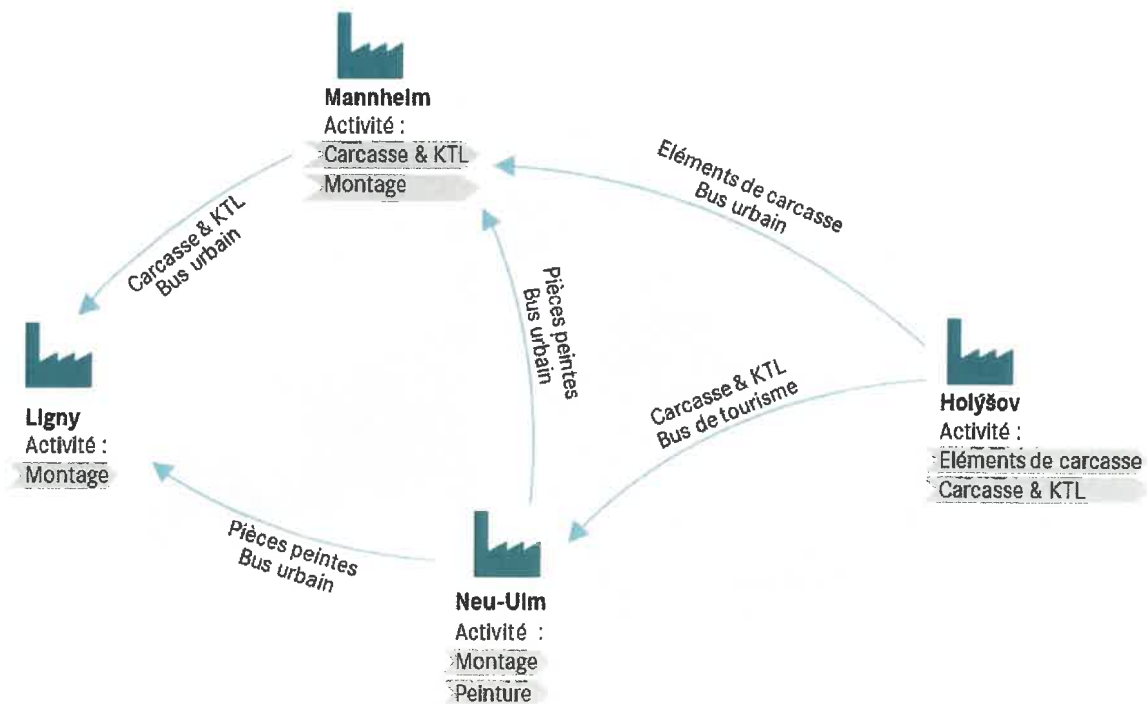 Mannheim
Activité :
Carcasse & KTL
Montage
Eléments de carcasse
Bus urbain
Carcasse & KTL
Bus urbain
Pièces peintes
Bus urbain
Carcasse & KTL
Bus de tourisme
Ligny
Activité :
Montage
Holýšov
Activité :
Eléments de carcasse
Carcasse & KTL
Pièces peintes
Bus urbain
Neu-Ulm
Activité :
Montage
Peinture